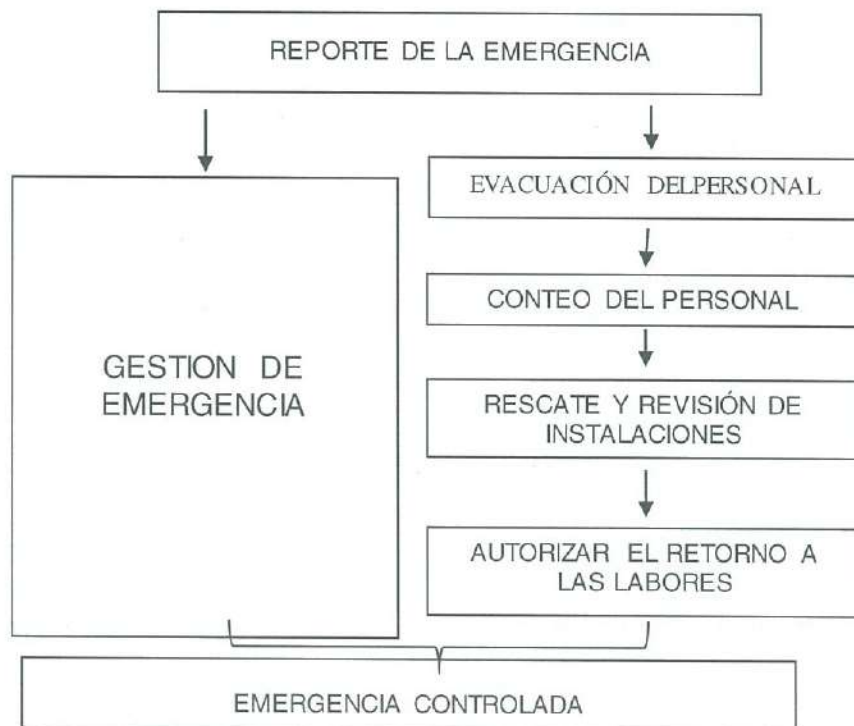 REPORTE DE LA EMERGENCIA
EVACUACIÓN DELPERSONAL
CONTEO DEL PERSONAL
GESTION DE
EMERGENCIA
RESCATE Y REVISIÓN DE
INSTALACIONES
AUTORIZAR EL RETORNO A
LAS LABORES
EMERGENCIA CONTROLADA